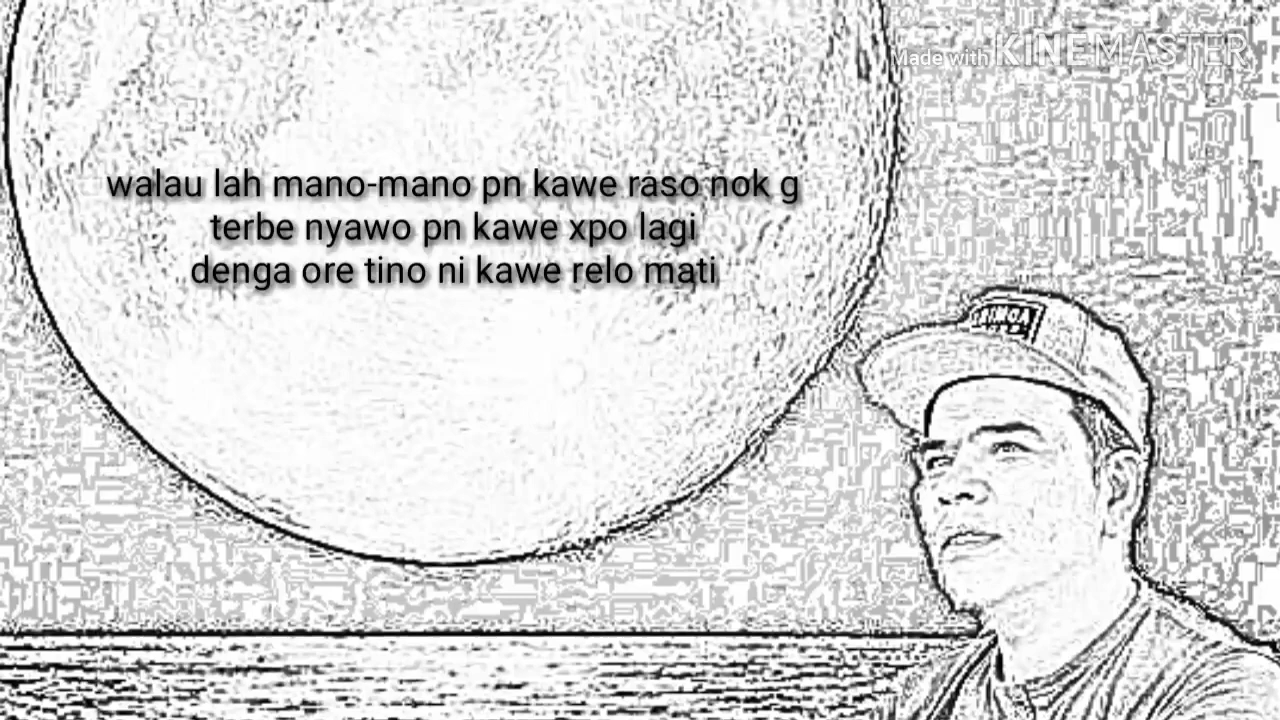 Made with KINEMASTER
walau lah mano-mano pn kawe raso nok g
terbe nyawo pn kawe xpo lagi
denga ore tino ni kawe relo mati